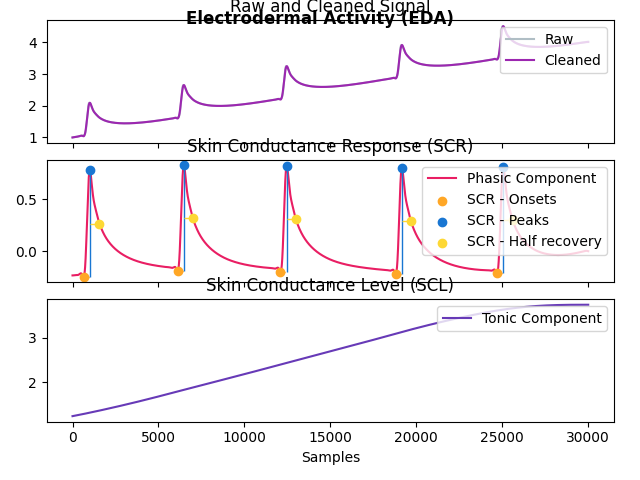 Raw and Cleaned Signal
Electrodermal Activity (EDA)
4
3
2
1
Raw
Cleaned
Skin Conductance Response (SCR)
0.5
0.0
Phasic Component
SCR - Onsets
SCR - Peaks
SCR - Half recovery
Skin Conductance Level (SCL)
3
2
Tonic Component
0 5000 10000 15000 20000 25000 30000
Samples